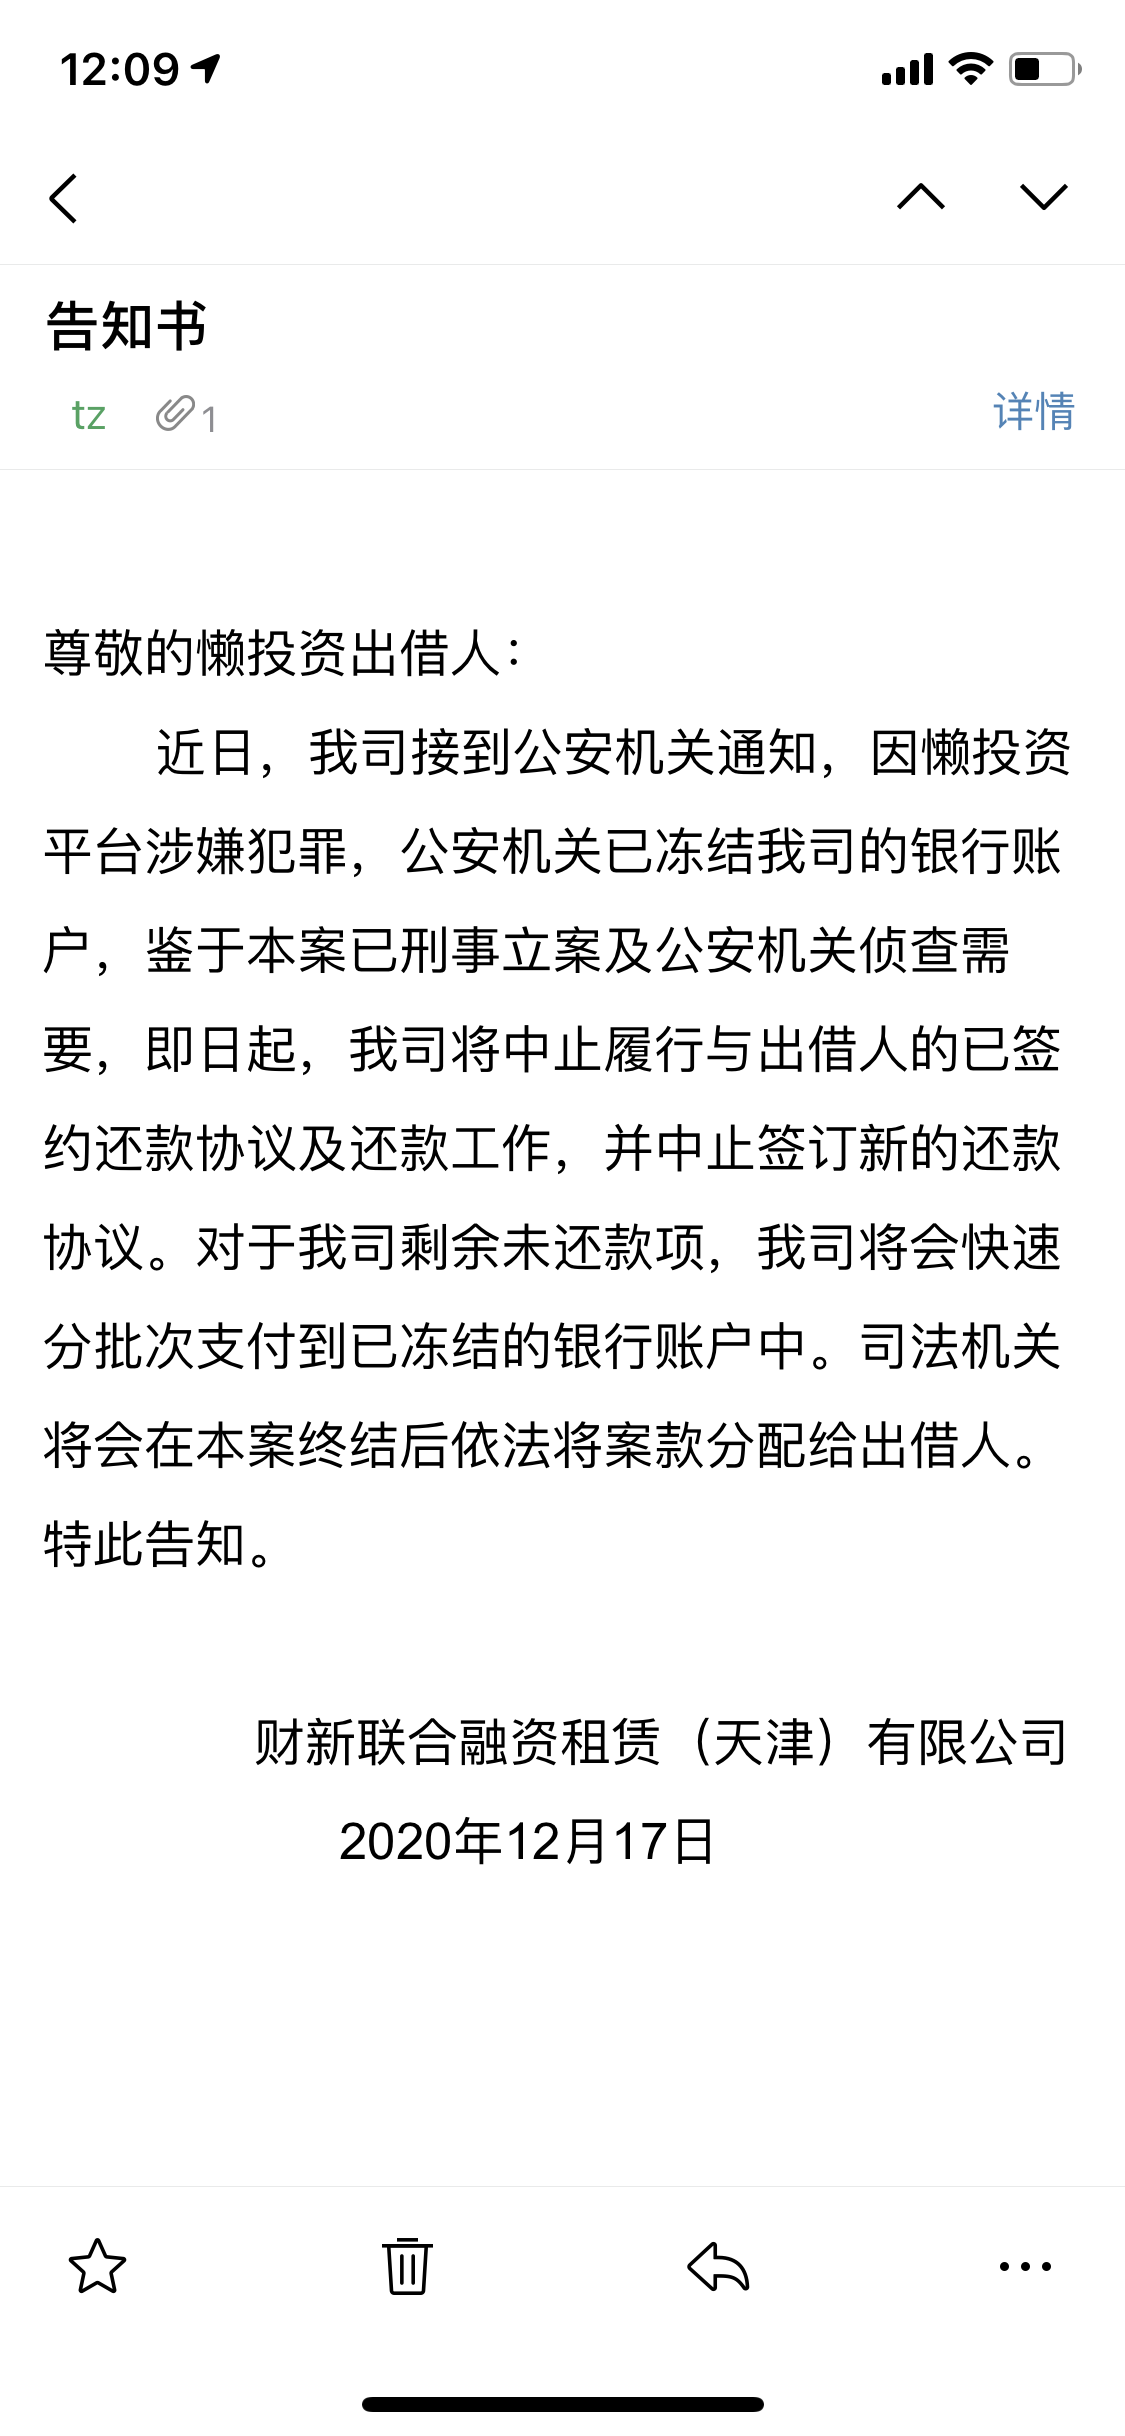 12:09
告知书
tz 1 详情
尊敬的懒投资出借人：
近日，我司接到公安机关通知，因懒投资
平台涉嫌犯罪，公安机关已冻结我司的银行账
户，鉴于本案已刑事立案及公安机关侦查需
要，即日起，我司将中止履行与出借人的已签
约还款协议及还款工作，并中止签订新的还款
协议。对于我司剩余未还款项，我司将会快速
分批次支付到已冻结的银行账户中。司法机关
将会在本案终结后依法将案款分配给出借人。
特此告知。
财新联合融资租赁（天津）有限公司
2020年12月17日